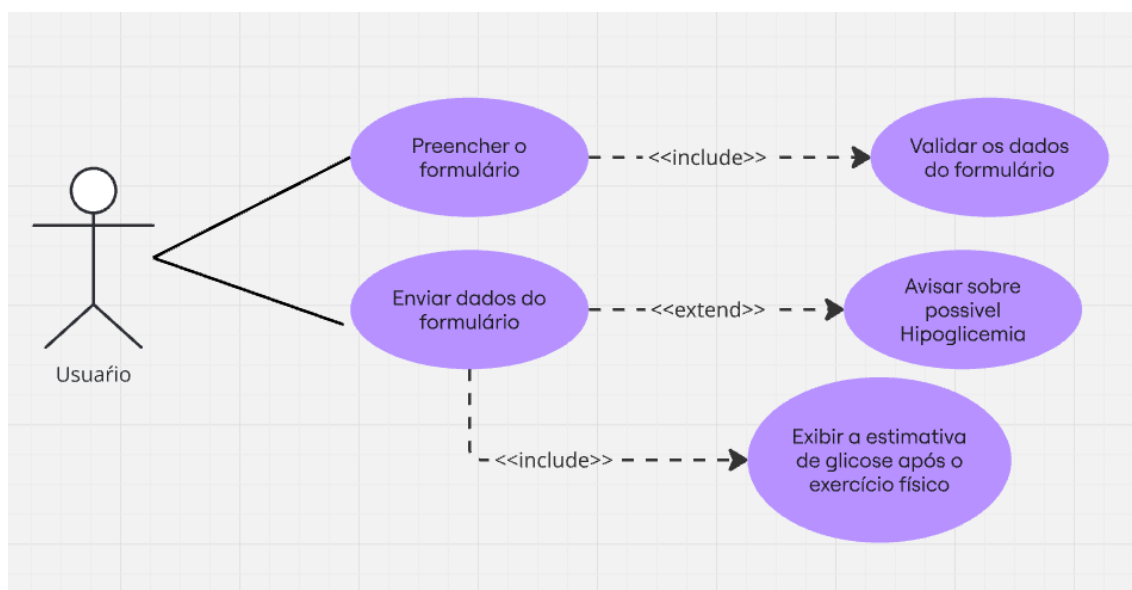 Preencher o
formulário
<<include>>
Validar os dados
do formulário
Usuaŕio
Enviar dados do
formulário
<<extend>>
Avisar sobre
possivel
Hipoglicemia
<<include>>
Exibir a estimativa
de glicose após o
exercício físico